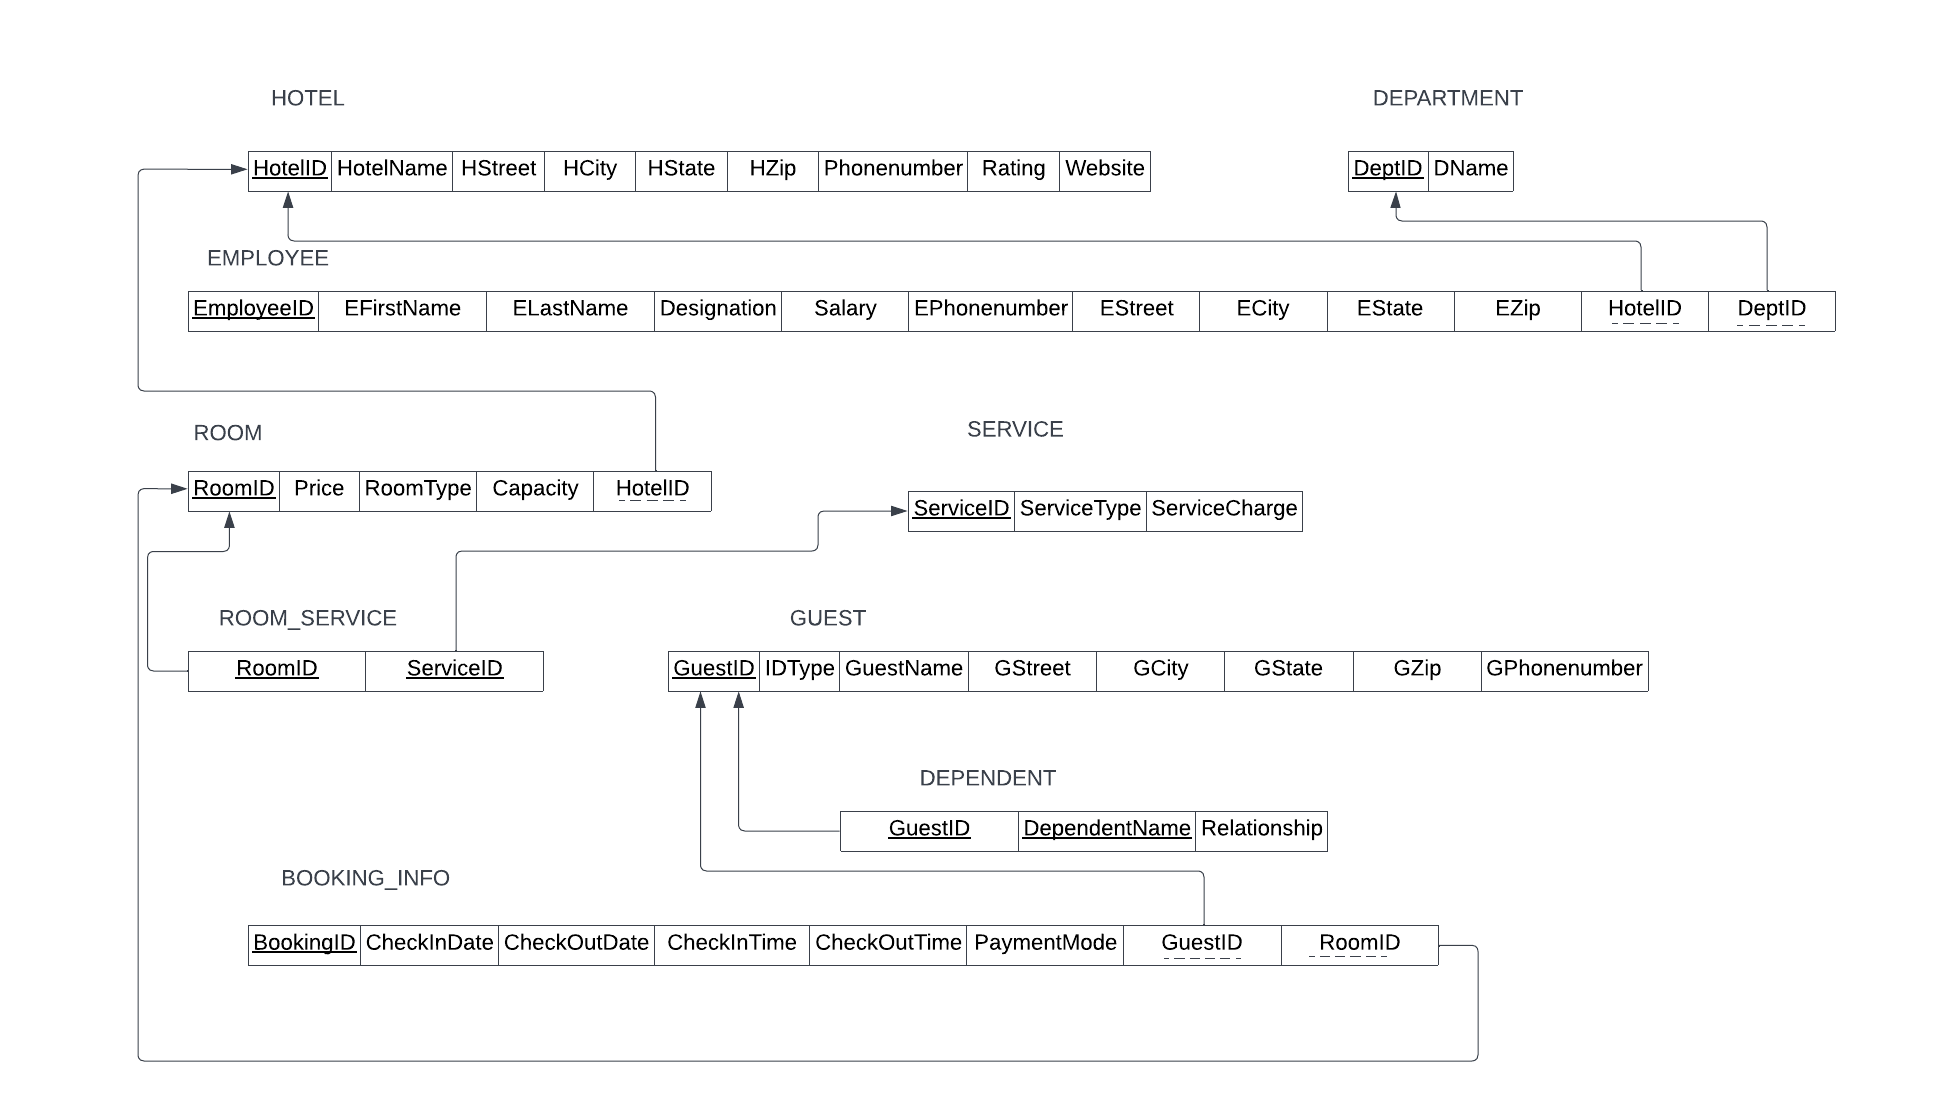 HOTEL
DEPARTMENT
HotelID HotelName HStreet HCity HState HZip Phonenumber Rating Website
DeptID DName
EMPLOYEE
EmployeeID EFirstName ELastName Designation Salary EPhonenumber EStreet ECity EState EZip HotelID DeptID
ROOM
SERVICE
RoomID Price RoomType Capacity HotelID
ServiceID ServiceType ServiceCharge
ROOM_SERVICE
GUEST
RoomID ServiceID
GuestID IDType GuestName GStreet GCity GState GZip GPhonenumber
DEPENDENT
GuestID DependentName Relationship
BOOKING_INFO
BookingID CheckInDate CheckOutDate CheckInTime CheckOutTime PaymentMode GuestID RoomID